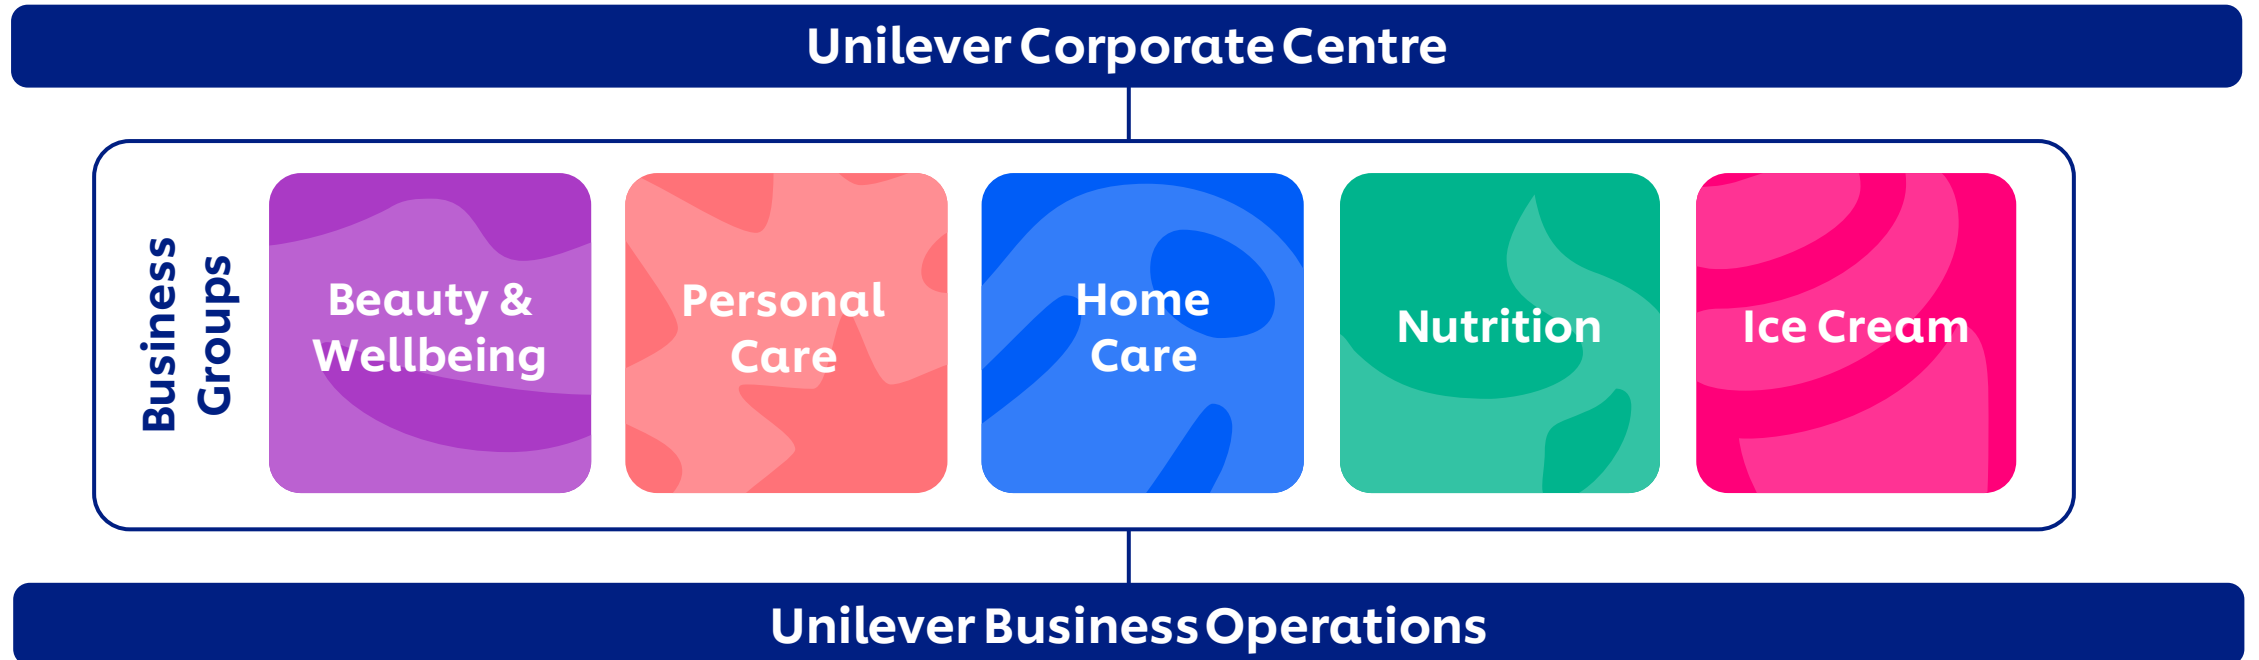 Unilever Corporate Centre
Business
Groups
Beauty &
Wellbeing
Personal
Care
Home
Care
Nutrition
Ice Cream
Unilever Business Operations